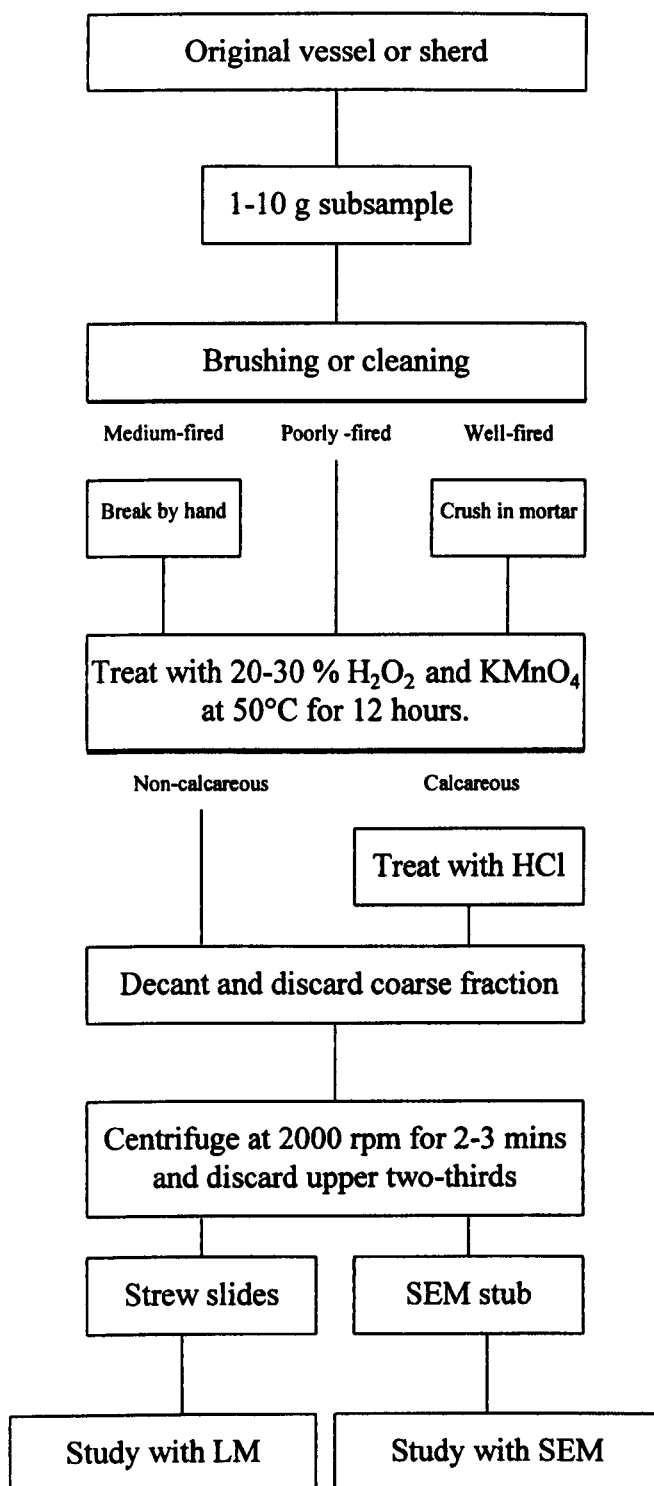 Original vessel or sherd
1-10 g subsample
Brushing or cleaning
Medium-fired Poorly -fired Well-fired
Break by hand
Crush in mortar
Treat with 20-30 % H₂O₂ and KMnO₄
at 50°C for 12 hours.
Non-calcareous Calcareous
Treat with HCl
Decant and discard coarse fraction
Centrifuge at 2000 rpm for 2-3 mins
and discard upper two-thirds
Strew slides
SEM stub
Study with LM
Study with SEM